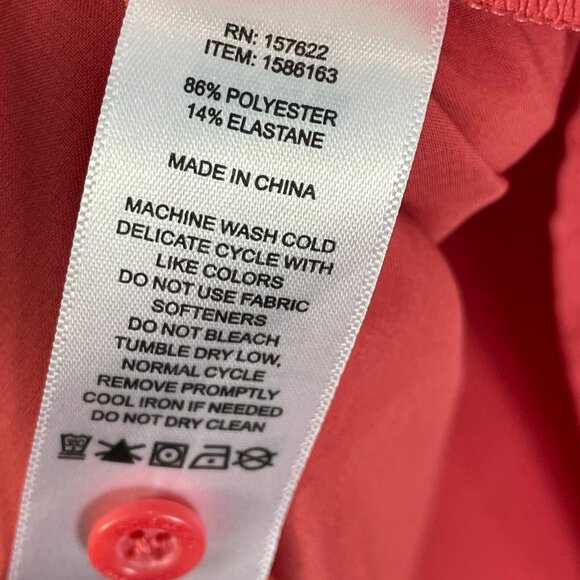 RN: 157622
ITEM: 1586163
86% POLYESTER
14% ELASTANE
MADE IN CHINA
MACHINE WASH COLD
DELICATE CYCLE WITH
LIKE COLORS
DO NOT USE FABRIC
SOFTENERS
DO NOT BLEACH
TUMBLE DRY LOW,
NORMAL CYCLE
REMOVE PROMPTLY
COOL IRON IF NEEDED
DO NOT DRY CLEAN